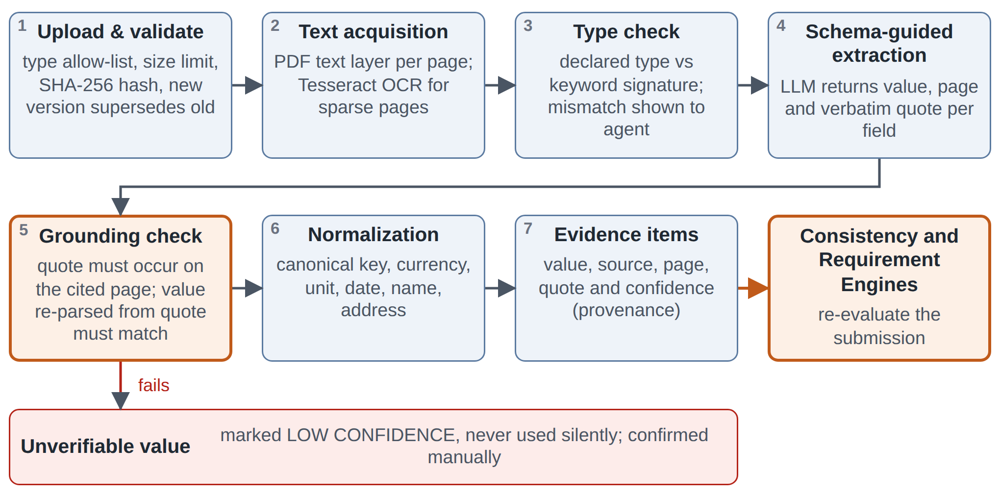 1
Upload & validate
type allow-list, size limit,
SHA-256 hash, new
version supersedes old
2
Text acquisition
PDF text layer per page;
Tesseract OCR for
sparse pages
3
Type check
declared type vs
keyword signature;
mismatch shown to
agent
4
Schema-guided
extraction
LLM returns value, page
and verbatim quote per
field
5
Grounding check
quote must occur on
the cited page; value
re-parsed from quote
must match
6
Normalization
canonical key, currency,
unit, date, name,
address
7
Evidence items
value, source, page,
quote and confidence
(provenance)
Consistency and
Requirement
Engines
re-evaluate the
submission
fails
Unverifiable value
marked LOW CONFIDENCE, never used silently; confirmed
manually